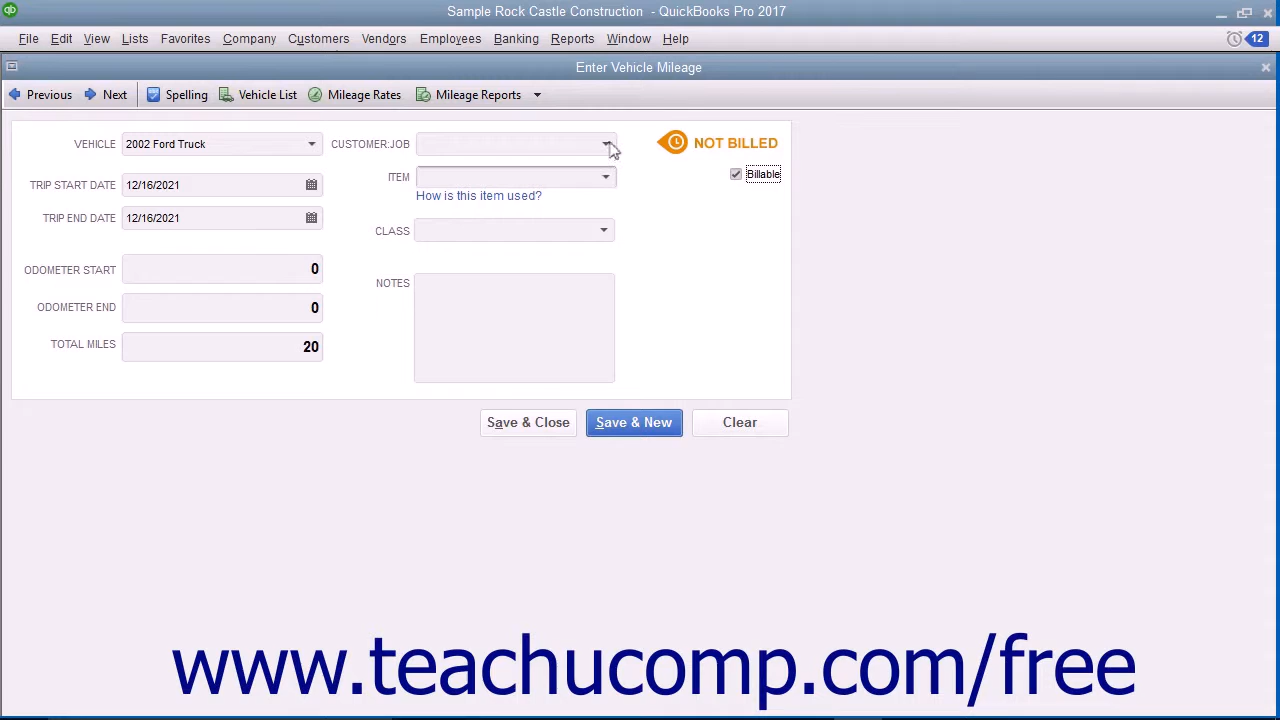 qb
Sample Rock Castle Construction - QuickBooks Pro 2017
File Edit View Lists Favorites Company Customers Vendors Employees Banking Reports Window Help 12
Enter Vehicle Mileage
Previous Next Spelling Vehicle List Mileage Rates Mileage Reports
VEHICLE 2002 Ford Truck CUSTOMER:JOB NOT BILLED
ITEM Billable
TRIP START DATE 12/16/2021
How is this item used?
TRIP END DATE 12/16/2021
CLASS
ODOMETER START 0
NOTES
ODOMETER END 0
TOTAL MILES 20
Save & Close Save & New Clear
www.teachucomp.com/free